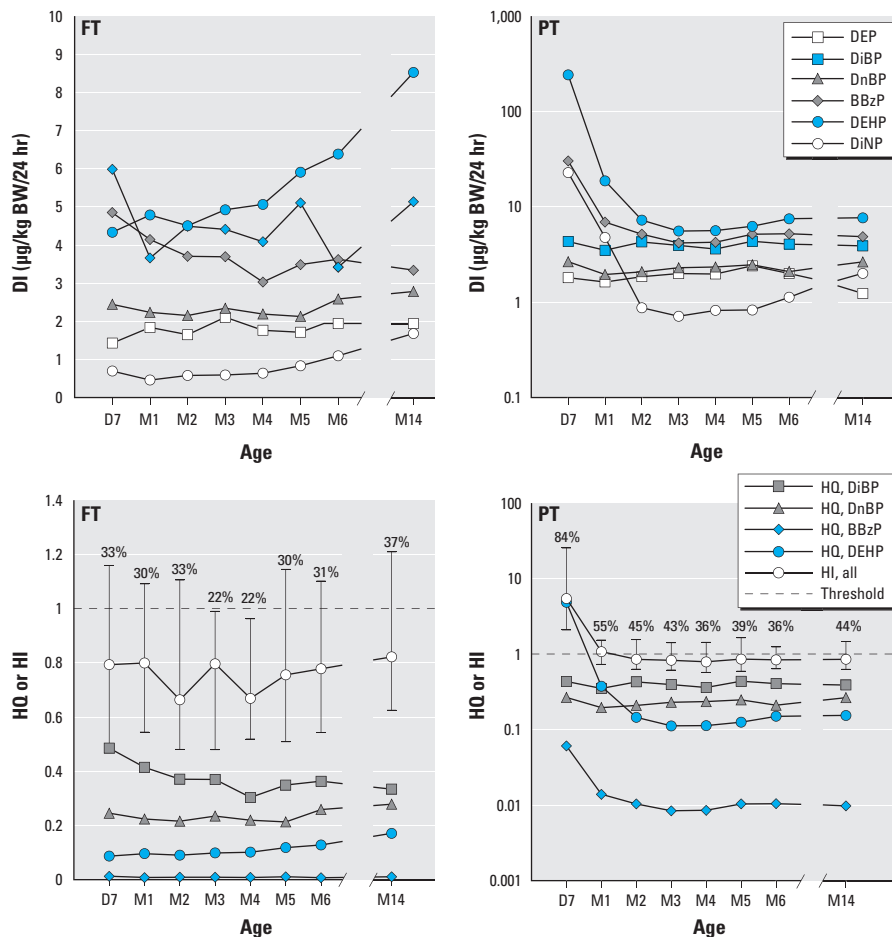 FT
10
9
8
7
6
5
4
3
2
1
0
DI (µg/kg BW/24 hr)
D7 M1 M2 M3 M4 M5 M6 M14
Age
PT
1,000
100
10
1
0.1
DI (µg/kg BW/24 hr)
DEP
DiBP
DnBP
BBzP
DEHP
DiNP
D7 M1 M2 M3 M4 M5 M6 M14
Age
FT
1.4
1.2
1
0.8
0.6
0.4
0.2
0
HQ or HI
33% 30% 33% 22% 22% 30% 31% 37%
D7 M1 M2 M3 M4 M5 M6 M14
Age
PT
100
10
1
0.1
0.01
0.001
HQ or HI
HQ, DiBP
HQ, DnBP
HQ, BBzP
HQ, DEHP
HI, all
Threshold
84% 55% 45% 43% 36% 39% 36% 44%
D7 M1 M2 M3 M4 M5 M6 M14
Age